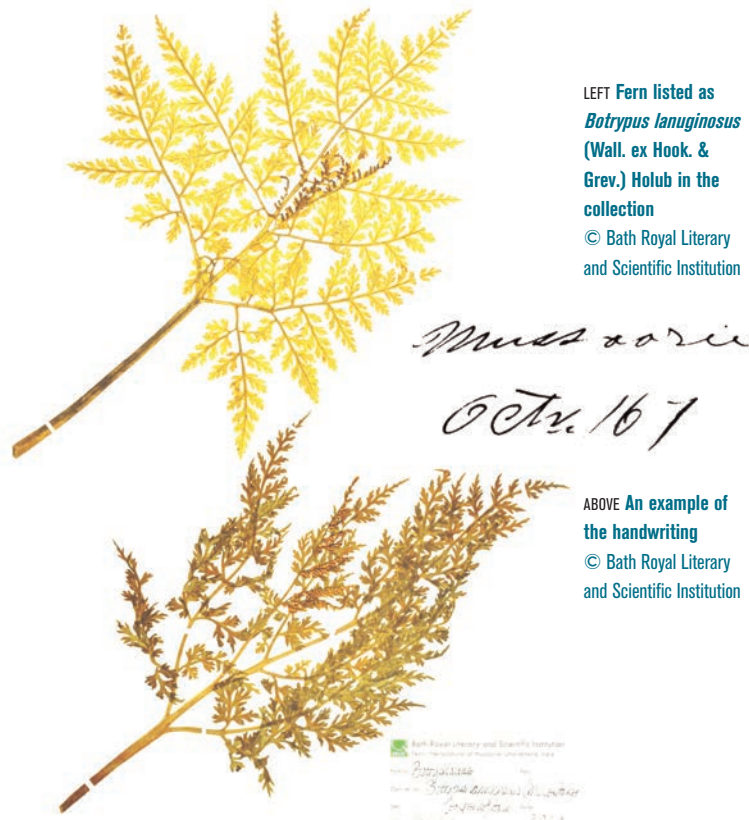 LEFT Fern listed as
Botrypus lanuginosus
(Wall. ex Hook. &
Grev.) Holub in the
collection
© Bath Royal Literary
and Scientific Institution
Mussoorie
Octr. 167
ABOVE An example of
the handwriting
© Bath Royal Literary
and Scientific Institution
Bath Royal Literary and Scientific Institution